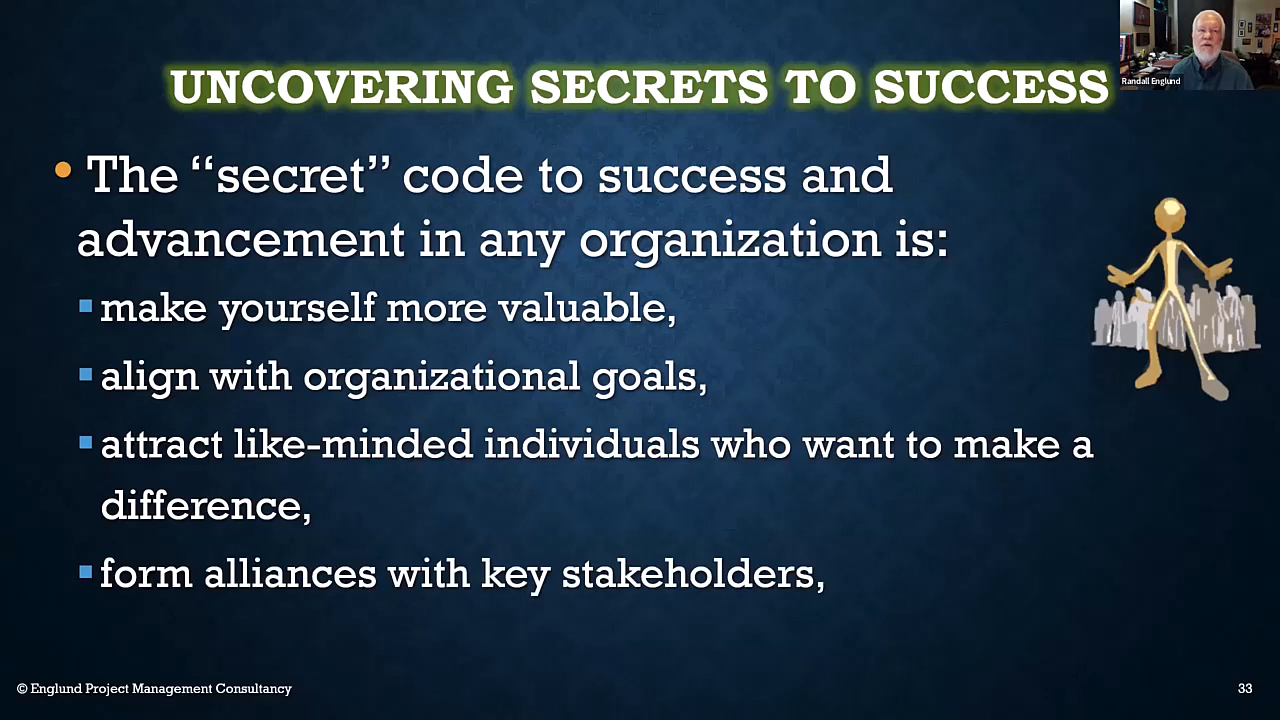 UNCOVERING SECRETS TO SUCCESS
Randall Englund
• The “secret” code to success and
advancement in any organization is:
▪ make yourself more valuable,
▪ align with organizational goals,
▪ attract like-minded individuals who want to make a
difference,
▪ form alliances with key stakeholders,
© Englund Project Management Consultancy
33